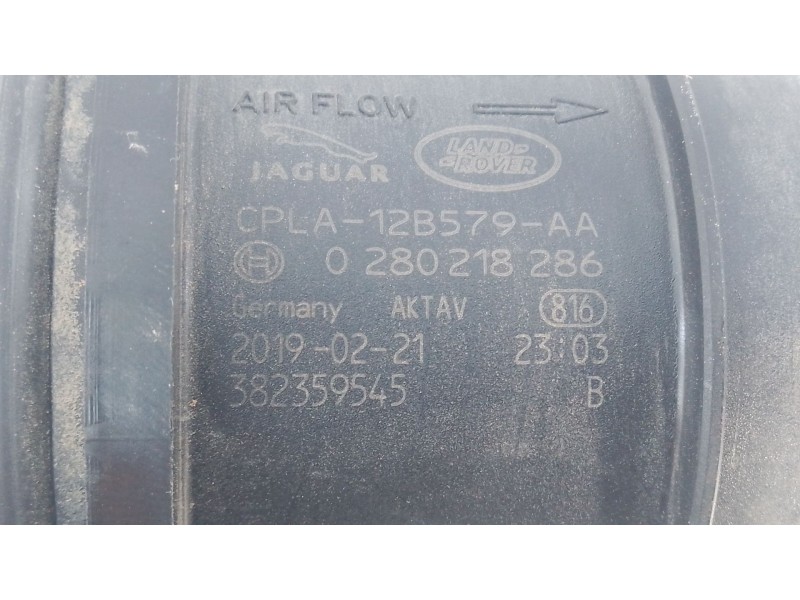 AIR FLOW
JAGUAR LAND ROVER
CPLA-12B579-AA
0 280 218 286
Germany AKTAV 816
2019-02-21 23:03
382359545 B